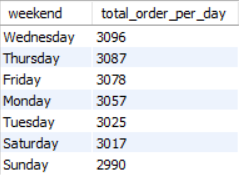 weekend total_order_per_day
Wednesday 3096
Thursday 3087
Friday 3078
Monday 3057
Tuesday 3025
Saturday 3017
Sunday 2990